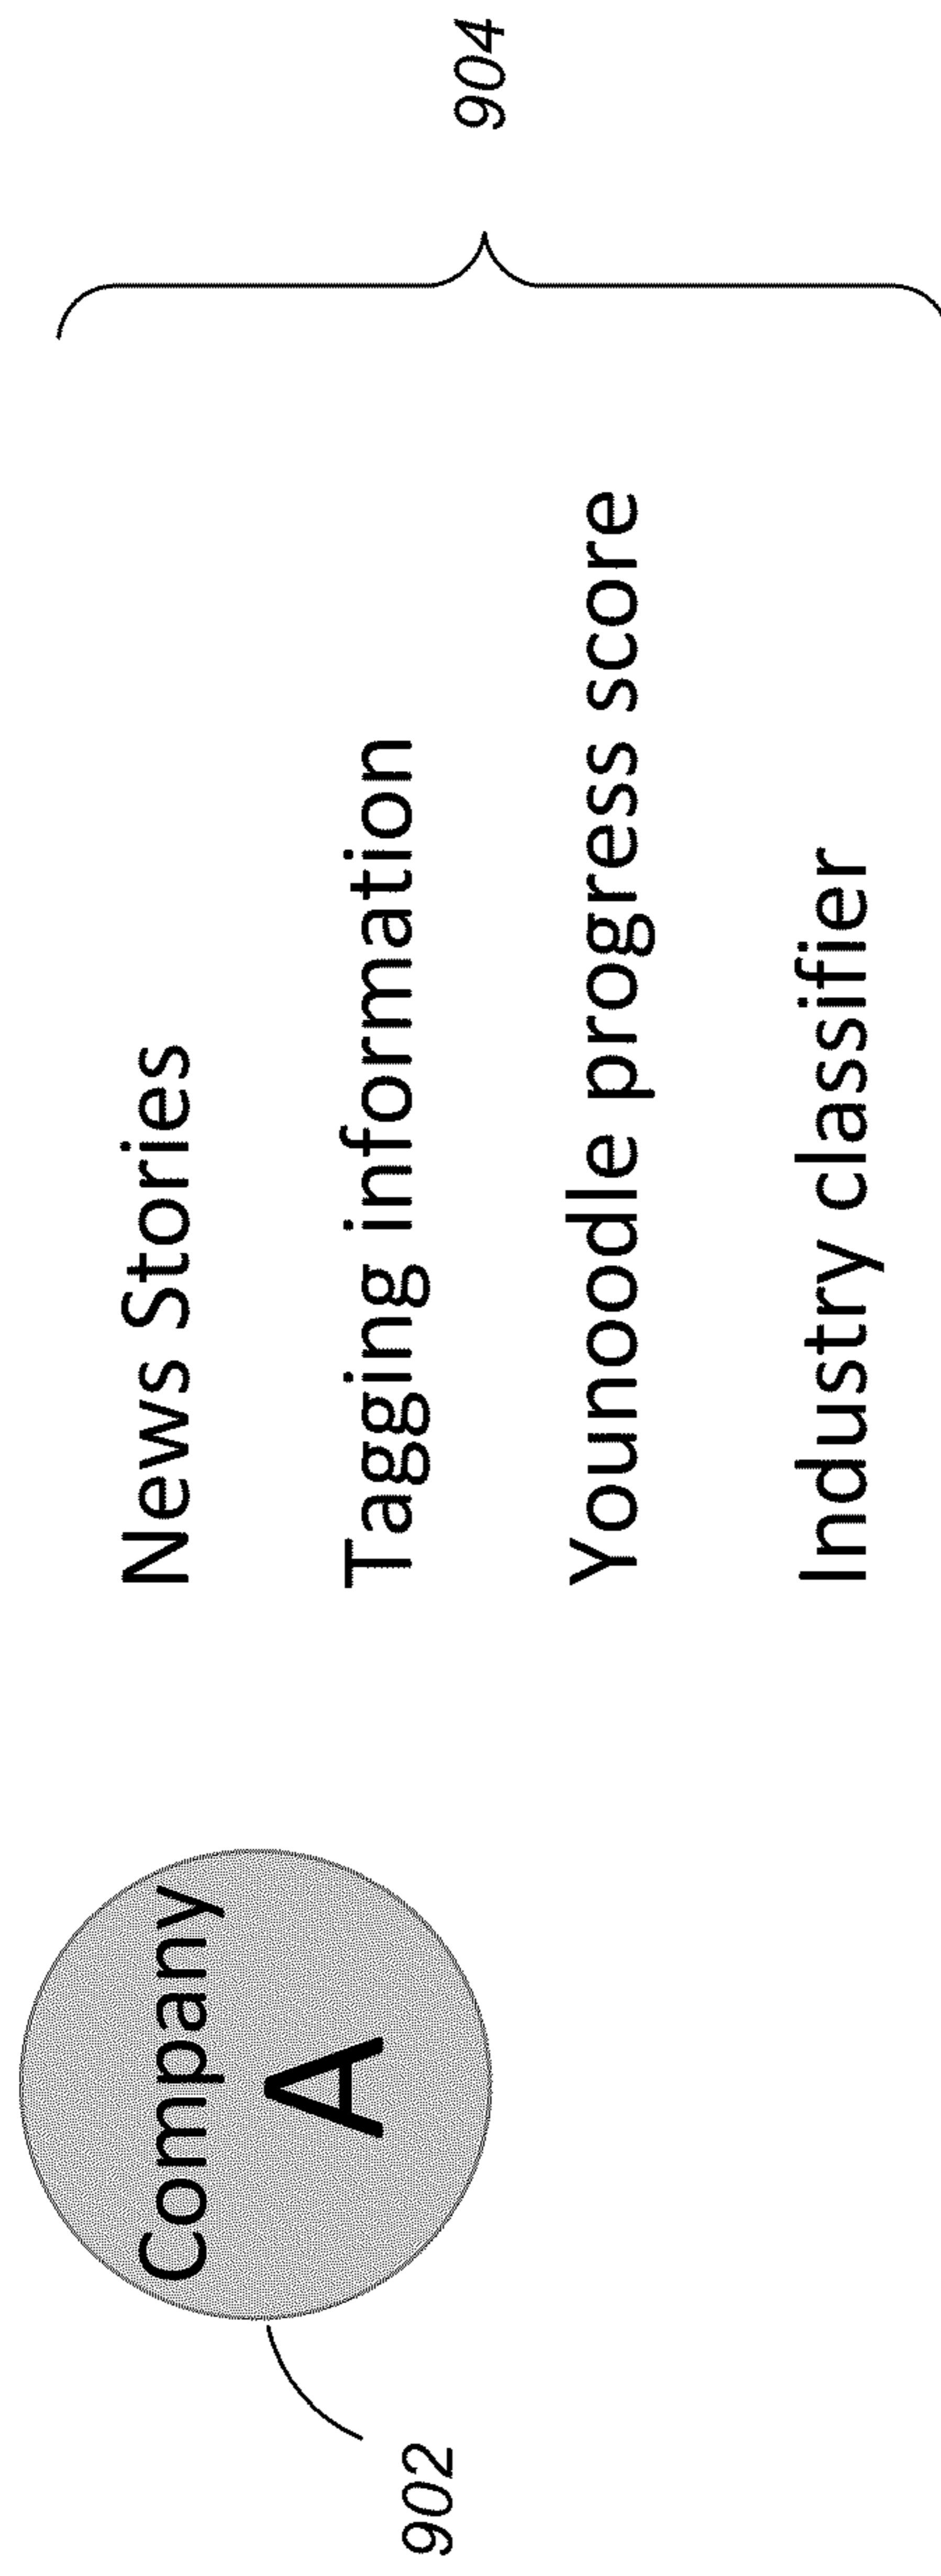 Company
A
902
News Stories
Tagging information
Younoodle progress score
Industry classifier
904